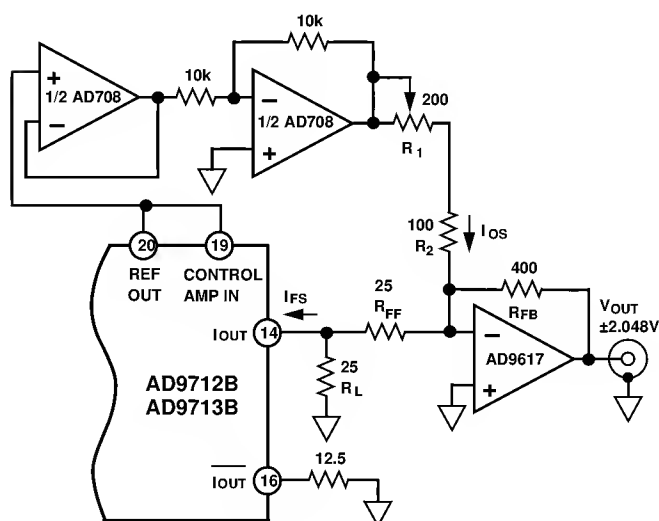 10k
10k
+
1/2 AD708
−
−
1/2 AD708
+
200
R1
100
R2
IOS
20
19
REF
OUT
CONTROL
AMP IN
IFS
25
RFF
400
RFB
VOUT
±2.048V
IOUT
14
−
AD9617
+
25
RL
AD9712B
AD9713B
12.5
IOUT
16